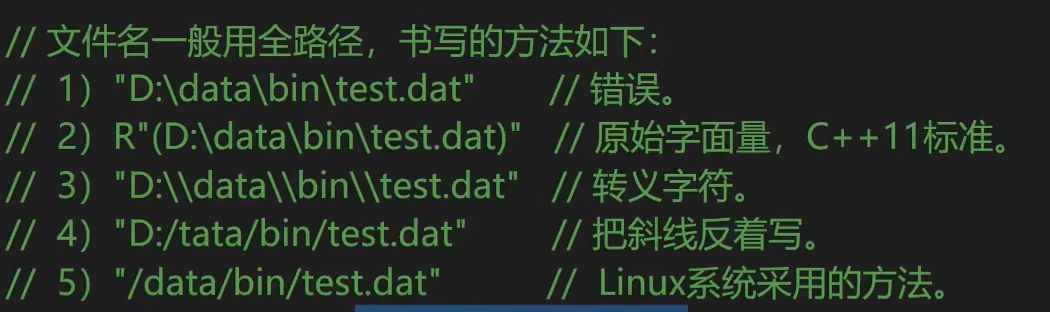 // 文件名一般用全路径，书写的方法如下：
//  1）"D:\data\bin\test.dat"       // 错误。
//  2）R"(D:\data\bin\test.dat)"   // 原始字面量，C++11标准。
//  3）"D:\\data\\bin\\test.dat"   // 转义字符。
//  4）"D:/tata/bin/test.dat"        // 把斜线反着写。
//  5）"/data/bin/test.dat"          //  Linux系统采用的方法。